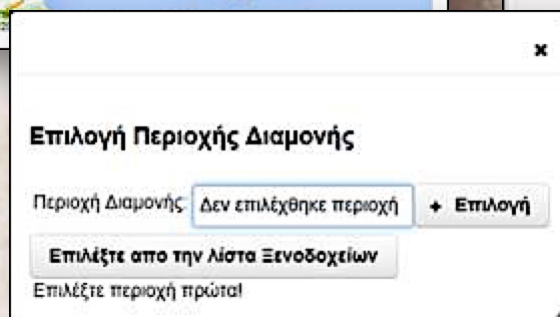 Επιλογή Περιοχής Διαμονής
Περιοχή Διαμονής: Δεν επιλέχθηκε περιοχή + Επιλογή
Επιλέξτε απο την λίστα Ξενοδοχείων
Επιλέξτε περιοχή πρώτα!